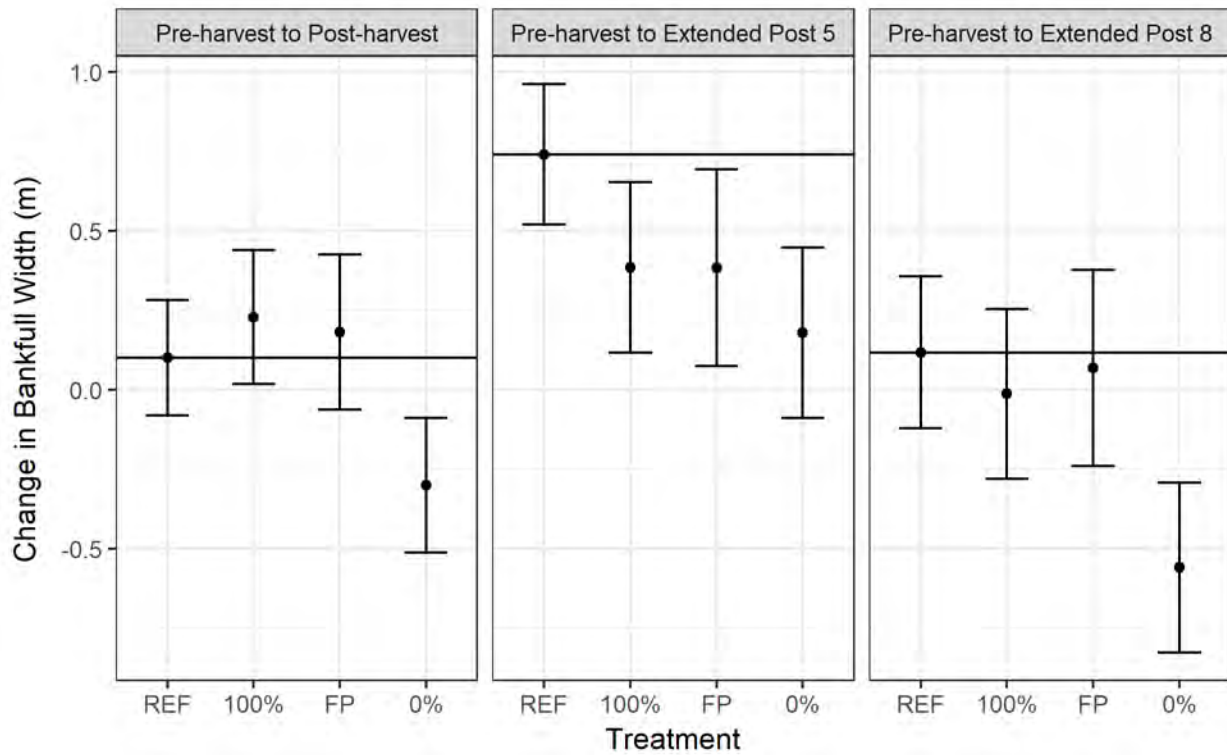 Pre-harvest to Post-harvest Pre-harvest to Extended Post 5 Pre-harvest to Extended Post 8
Change in Bankfull Width (m)
1.0
0.5
0.0
-0.5
REF 100% FP 0% REF 100% FP 0% REF 100% FP 0%
Treatment